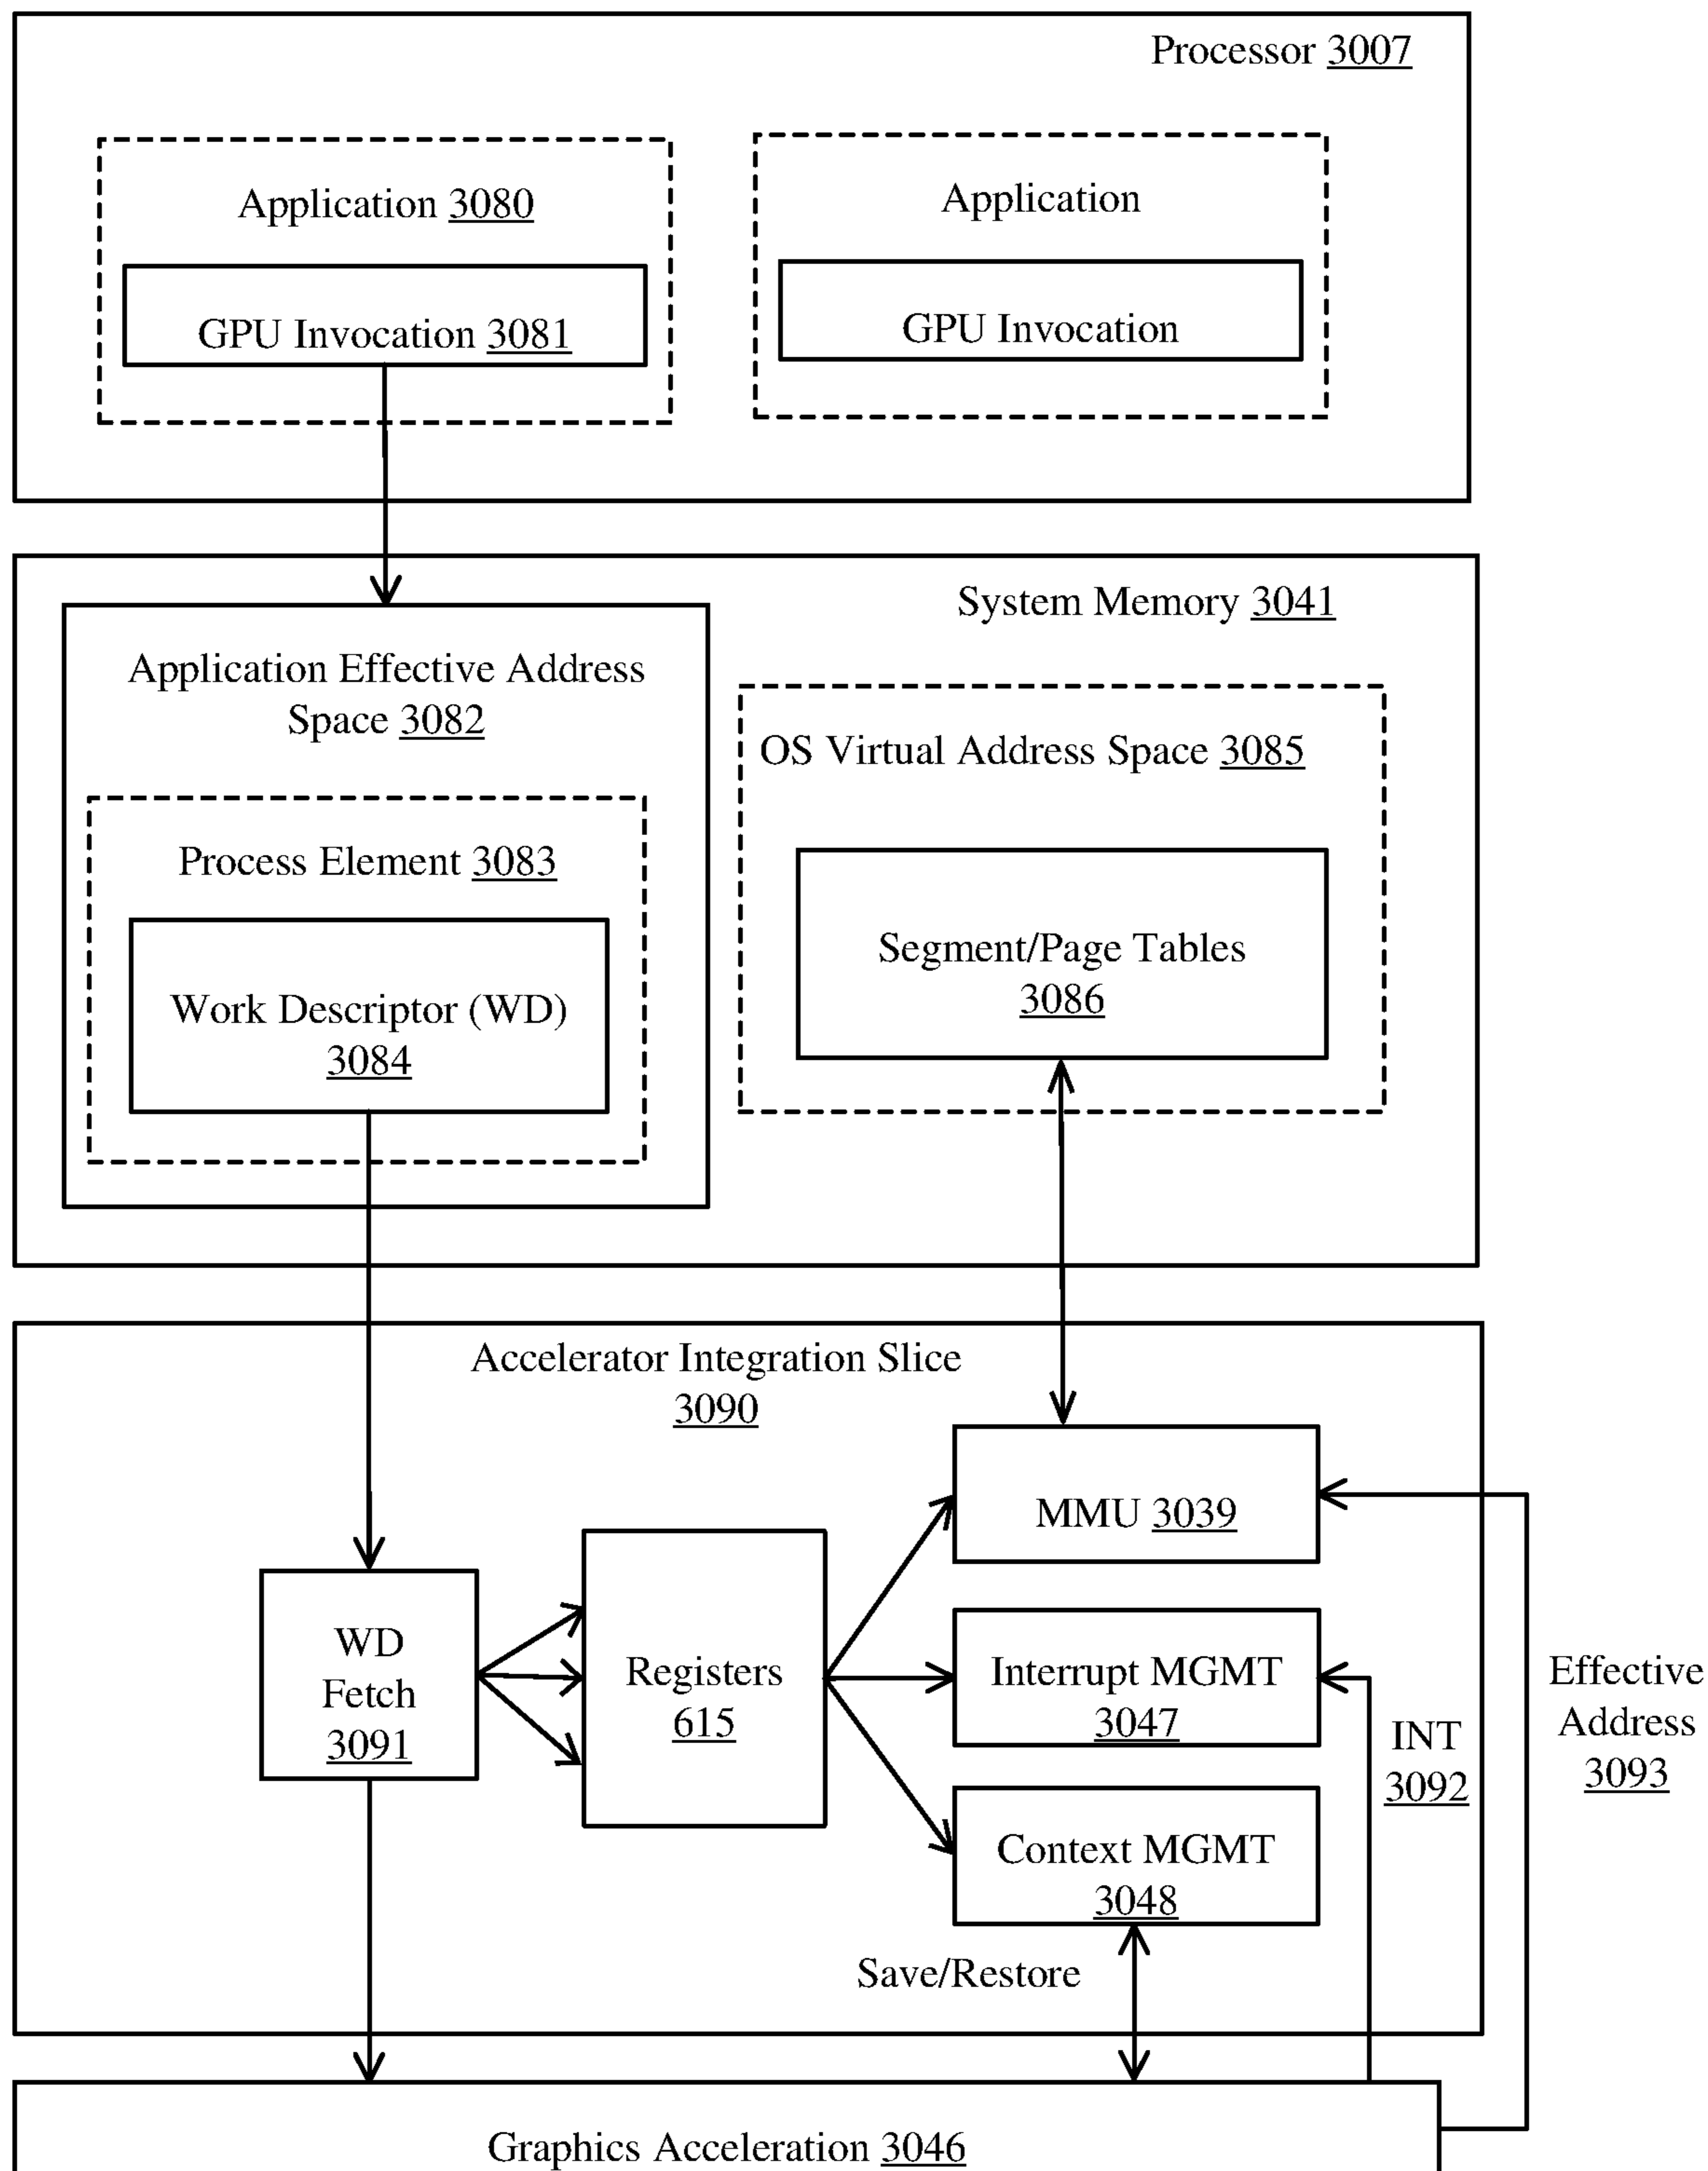 Processor 3007
Application 3080
GPU Invocation 3081
Application
GPU Invocation
System Memory 3041
Application Effective Address
Space 3082
Process Element 3083
Work Descriptor (WD)
3084
OS Virtual Address Space 3085
Segment/Page Tables
3086
Accelerator Integration Slice
3090
WD
Fetch
3091
Registers
615
MMU 3039
Interrupt MGMT
3047
Context MGMT
3048
Save/Restore
INT
3092
Effective
Address
3093
Graphics Acceleration 3046